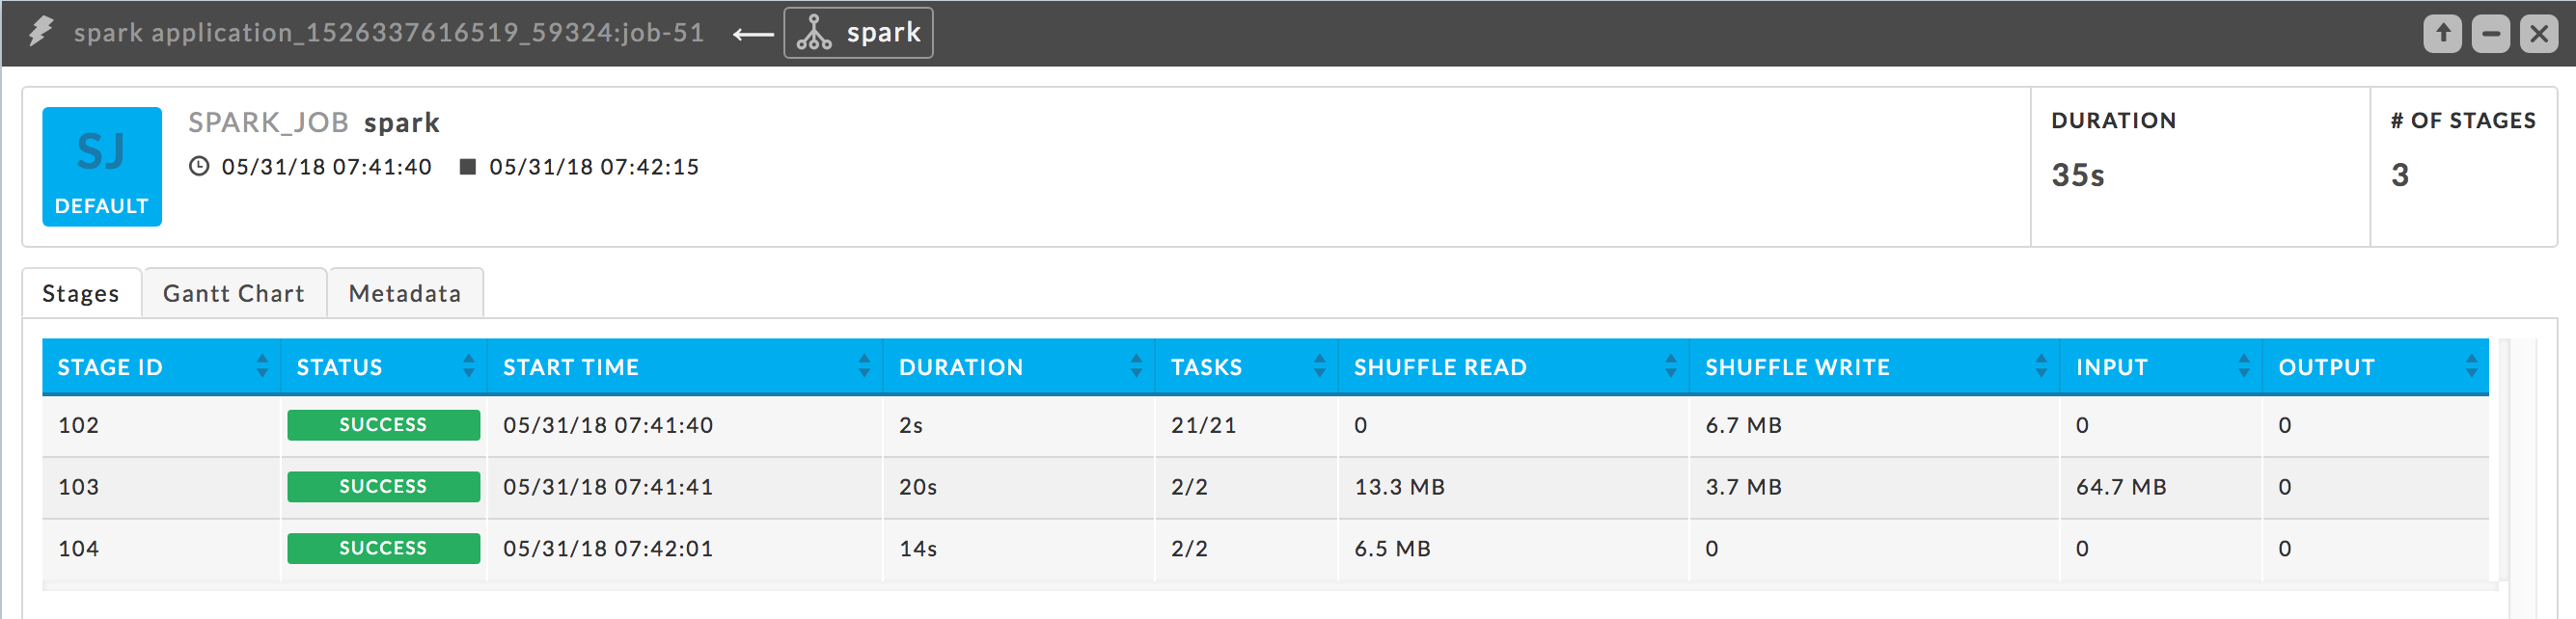 spark application_1526337616519_59324:job-51 spark
SJ
DEFAULT
SPARK_JOB spark
05/31/18 07:41:40 05/31/18 07:42:15
DURATION
35s
# OF STAGES
3
Stages Gantt Chart Metadata
STAGE ID STATUS START TIME DURATION TASKS SHUFFLE READ SHUFFLE WRITE INPUT OUTPUT
102 SUCCESS 05/31/18 07:41:40 2s 21/21 0 6.7 MB 0 0
103 SUCCESS 05/31/18 07:41:41 20s 2/2 13.3 MB 3.7 MB 64.7 MB 0
104 SUCCESS 05/31/18 07:42:01 14s 2/2 6.5 MB 0 0 0